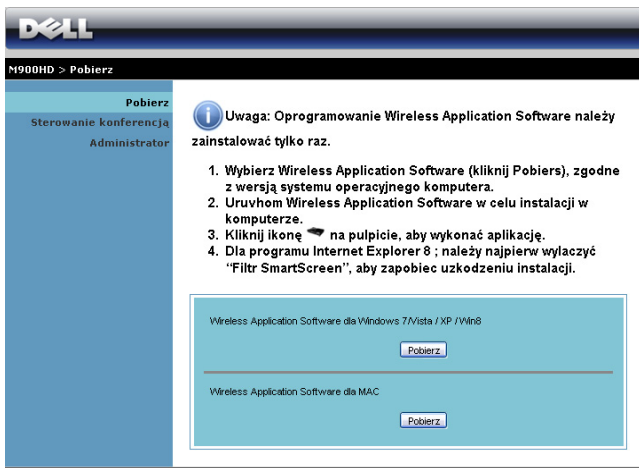 DELL
M900HD > Pobierz
Pobierz
Sterowanie konferencją
Administrator
Uwaga: Oprogramowanie Wireless Application Software należy
zainstalować tylko raz.
1. Wybierz Wireless Application Software (kliknij Pobiers), zgodne
z wersją systemu operacyjnego komputera.
2. Uruvhom Wireless Application Software w celu instalacji w
komputerze.
3. Kliknij ikonę na pulpicie, aby wykonać aplikację.
4. Dla programu Internet Explorer 8 ; należy najpierw wylaczyć
“Filtr SmartScreen”, aby zapobiec uzkodzeniu instalacji.
Wireless Application Software dla Windows 7/Vista / XP / Win8
Pobierz
Wireless Application Software dla MAC
Pobierz